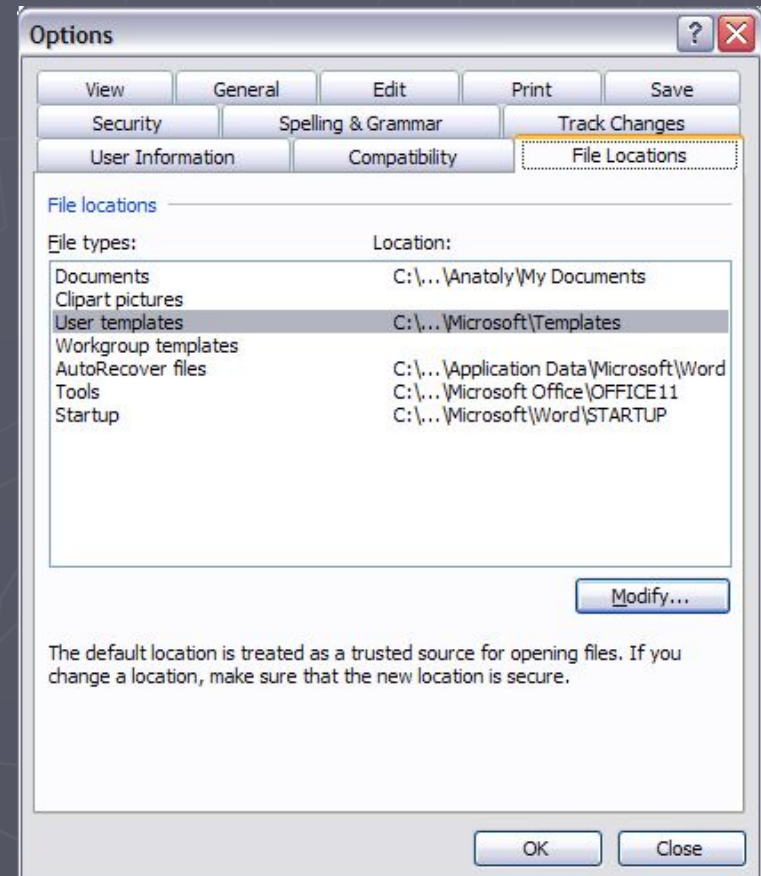 Options
View General Edit Print Save
Security Spelling & Grammar Track Changes
User Information Compatibility File Locations
File locations
File types: Location:
Documents C:\...\Anatoly\My Documents
Clipart pictures
User templates C:\...\Microsoft\Templates
Workgroup templates
AutoRecover files C:\...\Application Data\Microsoft\Word
Tools C:\...\Microsoft Office\OFFICE11
Startup C:\...\Microsoft\Word\STARTUP
Modify...
The default location is treated as a trusted source for opening files. If you
change a location, make sure that the new location is secure.
OK Close